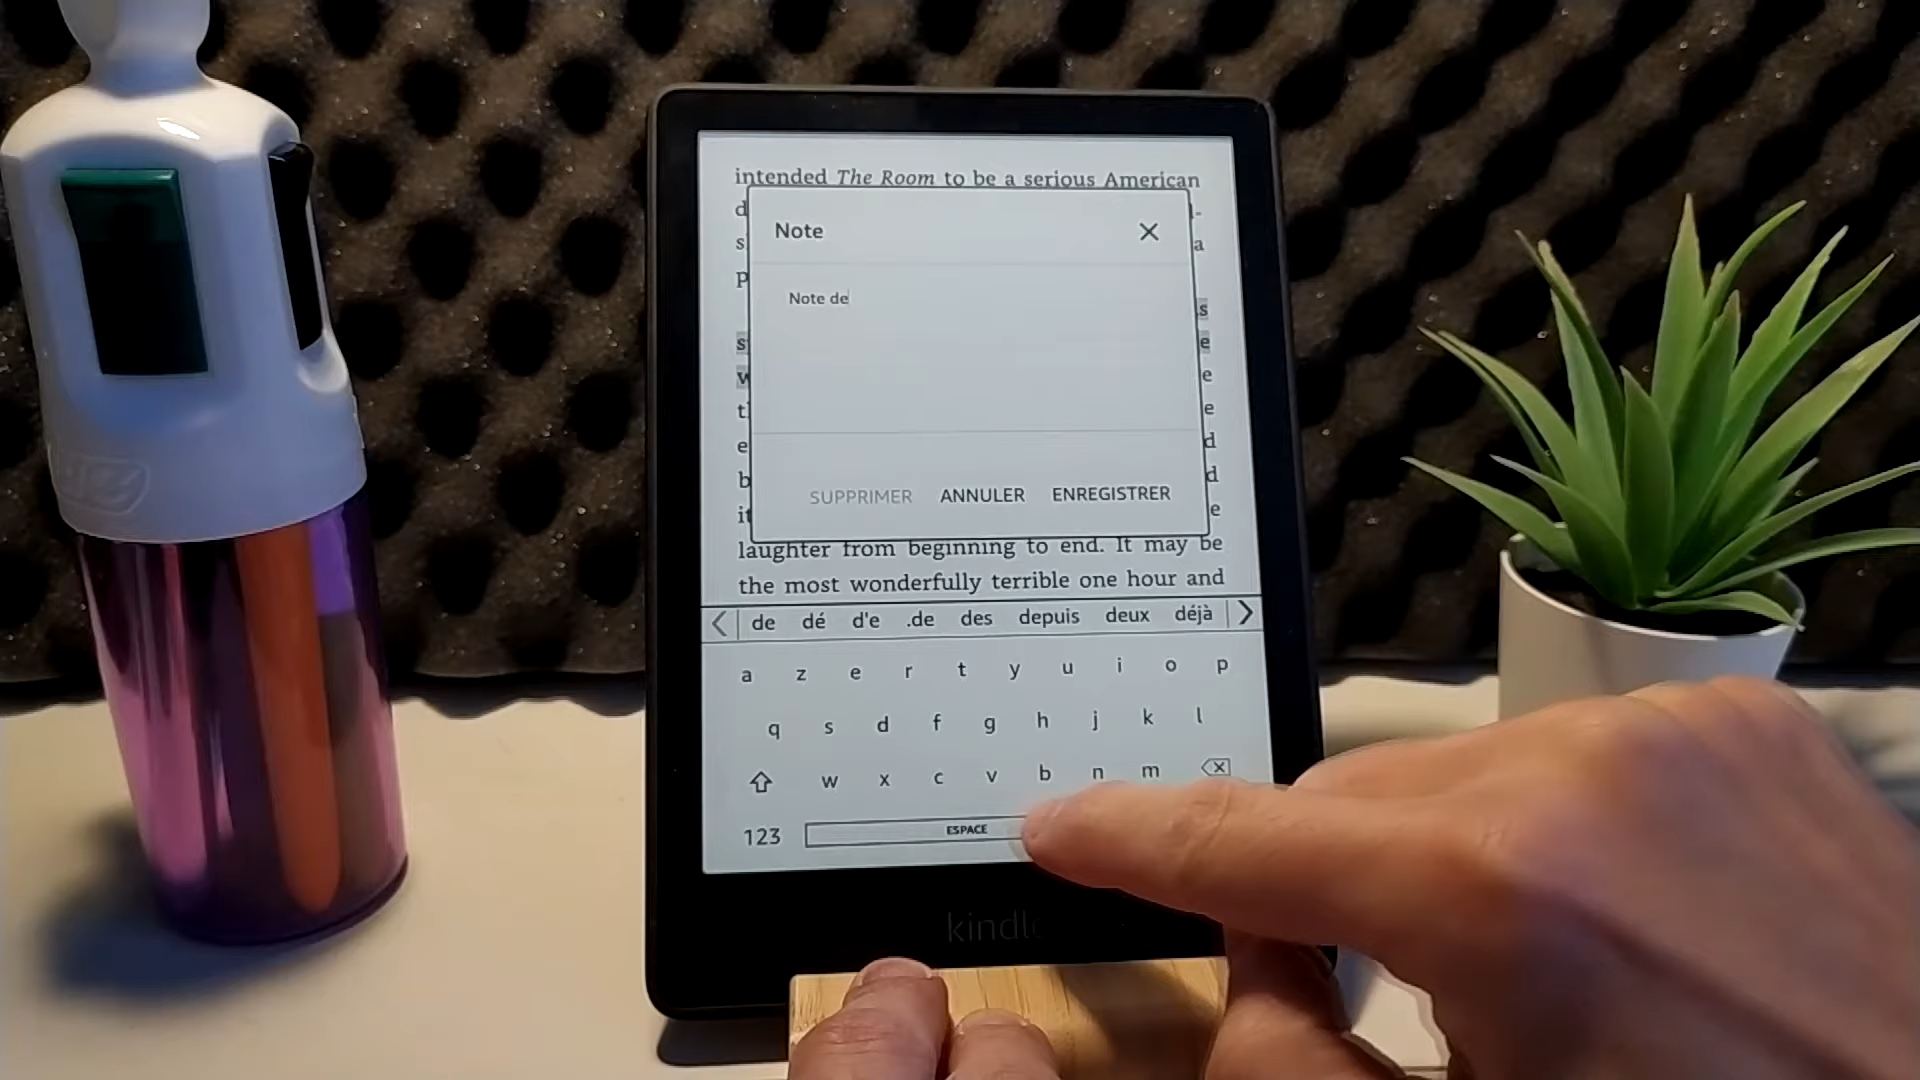 intended The Room to be a serious American
Note
Note de
SUPPRIMER ANNULER ENREGISTRER
laughter from beginning to end. It may be
the most wonderfully terrible one hour and
de dé d'e .de des depuis deux déjà
a z e r t y u i o p
q s d f g h j k l
w x c v b n m
123 ESPACE